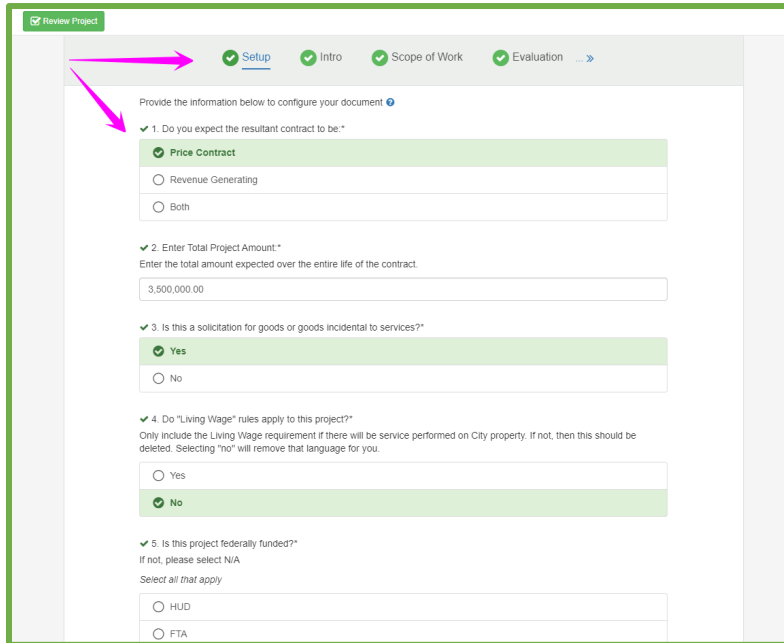 Review Project
Setup Intro Scope of Work Evaluation ... »
Provide the information below to configure your document
1. Do you expect the resultant contract to be:*
Price Contract
Revenue Generating
Both
2. Enter Total Project Amount:*
Enter the total amount expected over the entire life of the contract.
3,500,000.00
3. Is this a solicitation for goods or goods incidental to services?*
Yes
No
4. Do "Living Wage" rules apply to this project?*
Only include the Living Wage requirement if there will be service performed on City property. If not, then this should be
deleted. Selecting "no" will remove that language for you.
Yes
No
5. Is this project federally funded?*
If not, please select N/A
Select all that apply
HUD
FTA